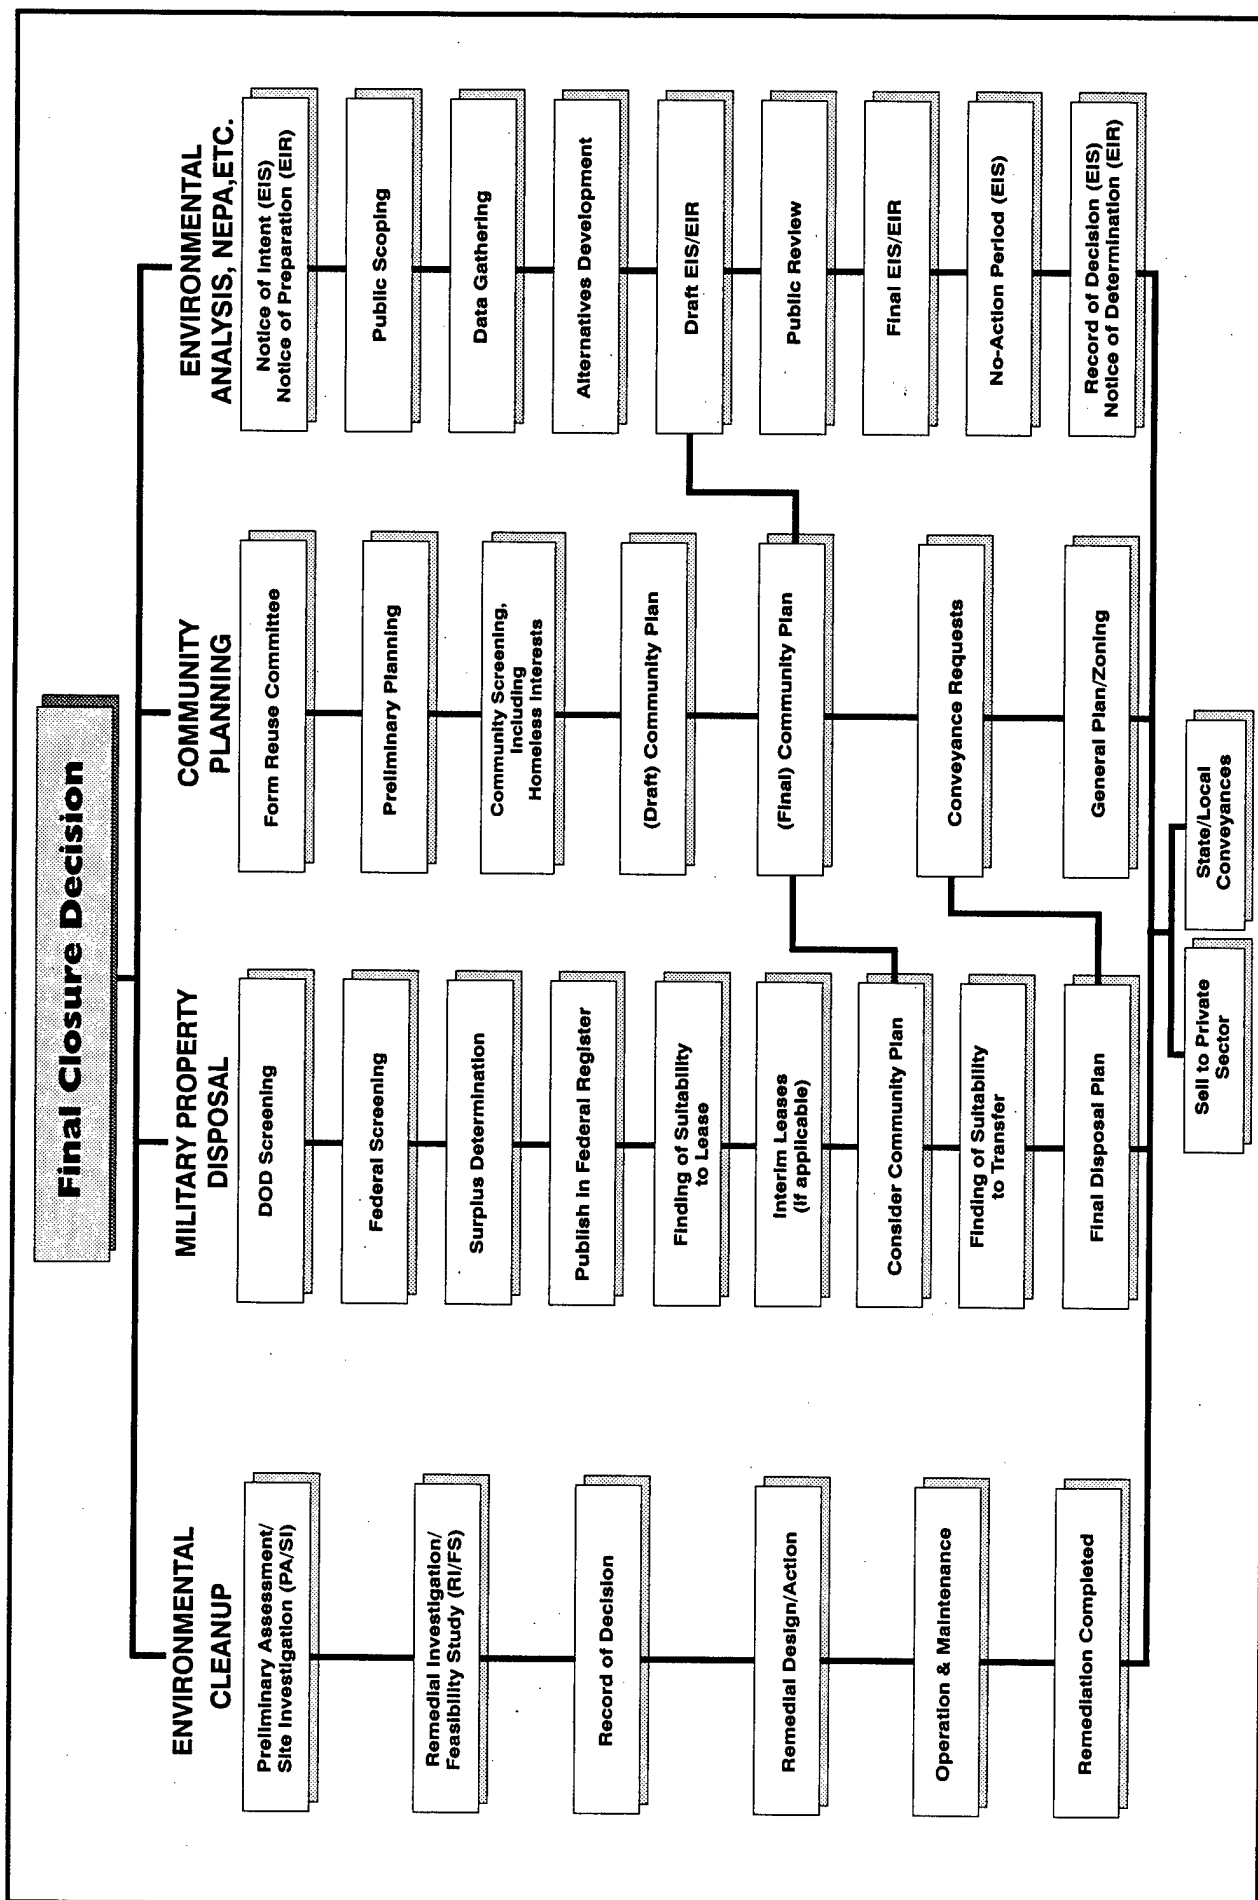 Final Closure Decision
ENVIRONMENTAL
CLEANUP
Preliminary Assessment/
Site Investigation (PA/SI)
Remedial Investigation/
Feasibility Study (RI/FS)
Record of Decision
Remedial Design/Action
Operation & Maintenance
Remediation Completed
MILITARY PROPERTY
DISPOSAL
DOD Screening
Federal Screening
Surplus Determination
Publish in Federal Register
Finding of Suitability
to Lease
Interim Leases
(if applicable)
Consider Community Plan
Finding of Suitability
to Transfer
Final Disposal Plan
COMMUNITY
PLANNING
Form Reuse Committee
Preliminary Planning
Community Screening,
Including
Homeless Interests
(Draft) Community Plan
(Final) Community Plan
Conveyance Requests
General Plan/Zoning
ENVIRONMENTAL
ANALYSIS, NEPA,ETC.
Notice of Intent (EIS)
Notice of Preparation (EIR)
Public Scoping
Data Gathering
Alternatives Development
Draft EIS/EIR
Public Review
Final EIS/EIR
No-Action Period (EIS)
Record of Decision (EIS)
Notice of Determination (EIR)
Sell to Private
Sector
State/Local
Conveyances